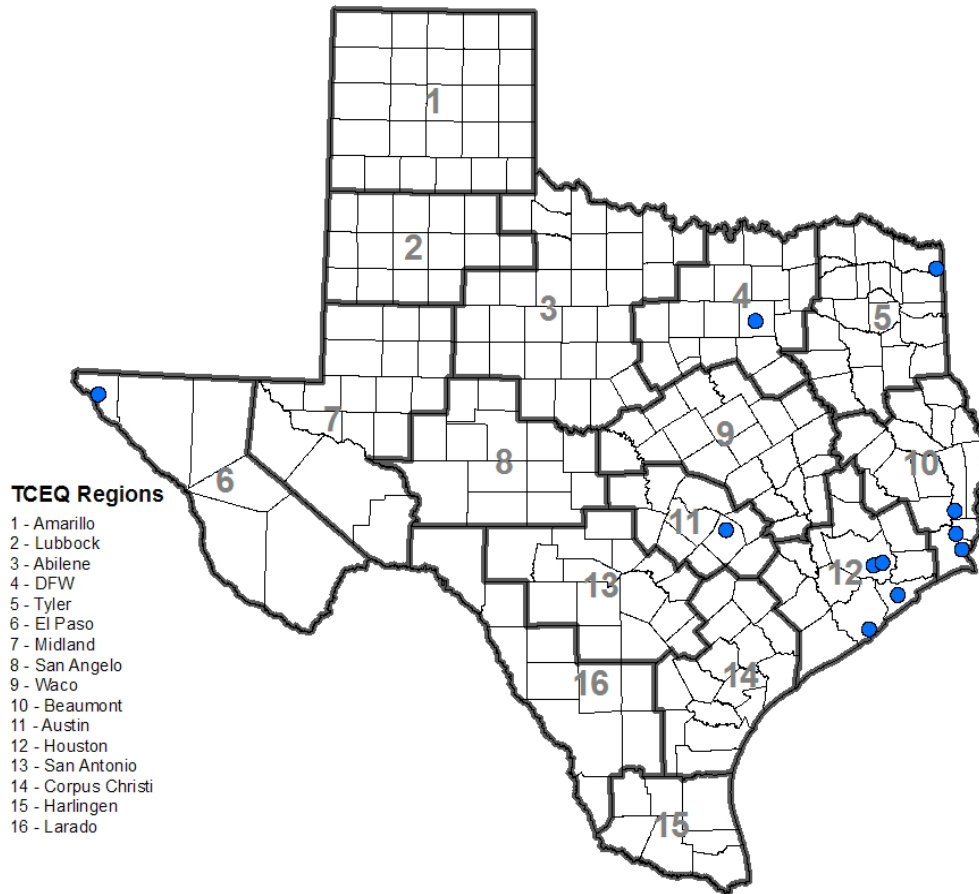 1
2
3
4
5
6
7
8
9
10
11
12
13
14
15
16
TCEQ Regions
1 - Amarillo
2 - Lubbock
3 - Abilene
4 - DFW
5 - Tyler
6 - El Paso
7 - Midland
8 - San Angelo
9 - Waco
10 - Beaumont
11 - Austin
12 - Houston
13 - San Antonio
14 - Corpus Christi
15 - Harlingen
16 - Larado